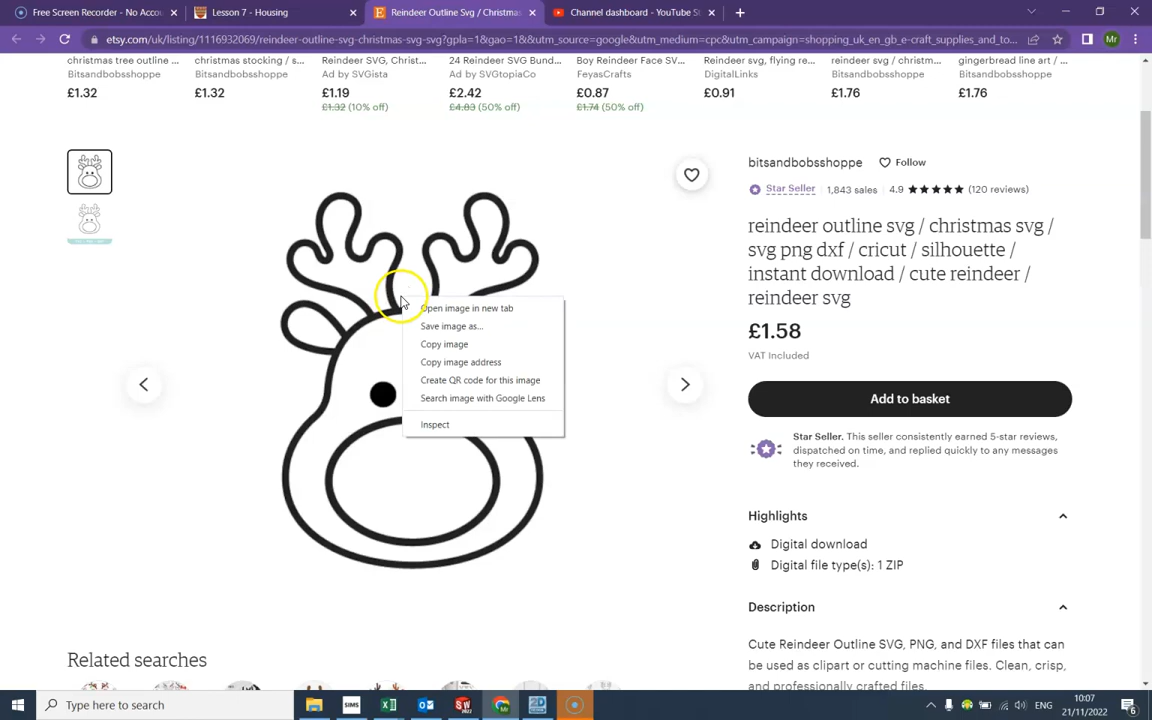 Free Screen Recorder - No Acco
Lesson 7 - Housing
Reindeer Outline Svg / Christmas
Channel dashboard - YouTube St
etsy.com/uk/listing/1116932069/reindeer-outline-svg-christmas-svg-svg?gpla=1&gao=1&&utm_source=google&utm_medium=cpc&utm_campaign=shopping_uk_en_gb_e-craft_supplies_and_to...
Mr
christmas tree outline ...
christmas stocking / s...
Reindeer SVG, Christ...
24 Reindeer SVG Bund...
Boy Reindeer Face SV...
Reindeer svg, flying re...
reindeer svg / christm...
gingerbread line art / ...
Bitsandbobsshoppe
Bitsandbobsshoppe
Ad by SVGista
Ad by SVGtopiaCo
FeyasCrafts
DigitalLinks
Bitsandbobsshoppe
Bitsandbobsshoppe
£1.32
£1.32
£1.19
£2.42
£0.87
£0.91
£1.76
£1.76
£1.32 (10% off)
£4.83 (50% off)
£1.74 (50% off)
bitsandbobsshoppe
Follow
Star Seller
1,843 sales
4.9 ★★★★★ (120 reviews)
reindeer outline svg / christmas svg /
svg png dxf / cricut / silhouette /
instant download / cute reindeer /
reindeer svg
£1.58
VAT Included
Add to basket
Star Seller. This seller consistently earned 5-star reviews,
dispatched on time, and replied quickly to any messages
they received.
Highlights
Digital download
Digital file type(s): 1 ZIP
Description
Cute Reindeer Outline SVG, PNG, and DXF files that can
be used as clipart or cutting machine files. Clean, crisp,
and professionally crafted files.
Open image in new tab
Save image as...
Copy image
Copy image address
Create QR code for this image
Search image with Google Lens
Inspect
Related searches
Type here to search
SIMS
SW
2022
2D
Mr
ENG
10:07
21/11/2022
6